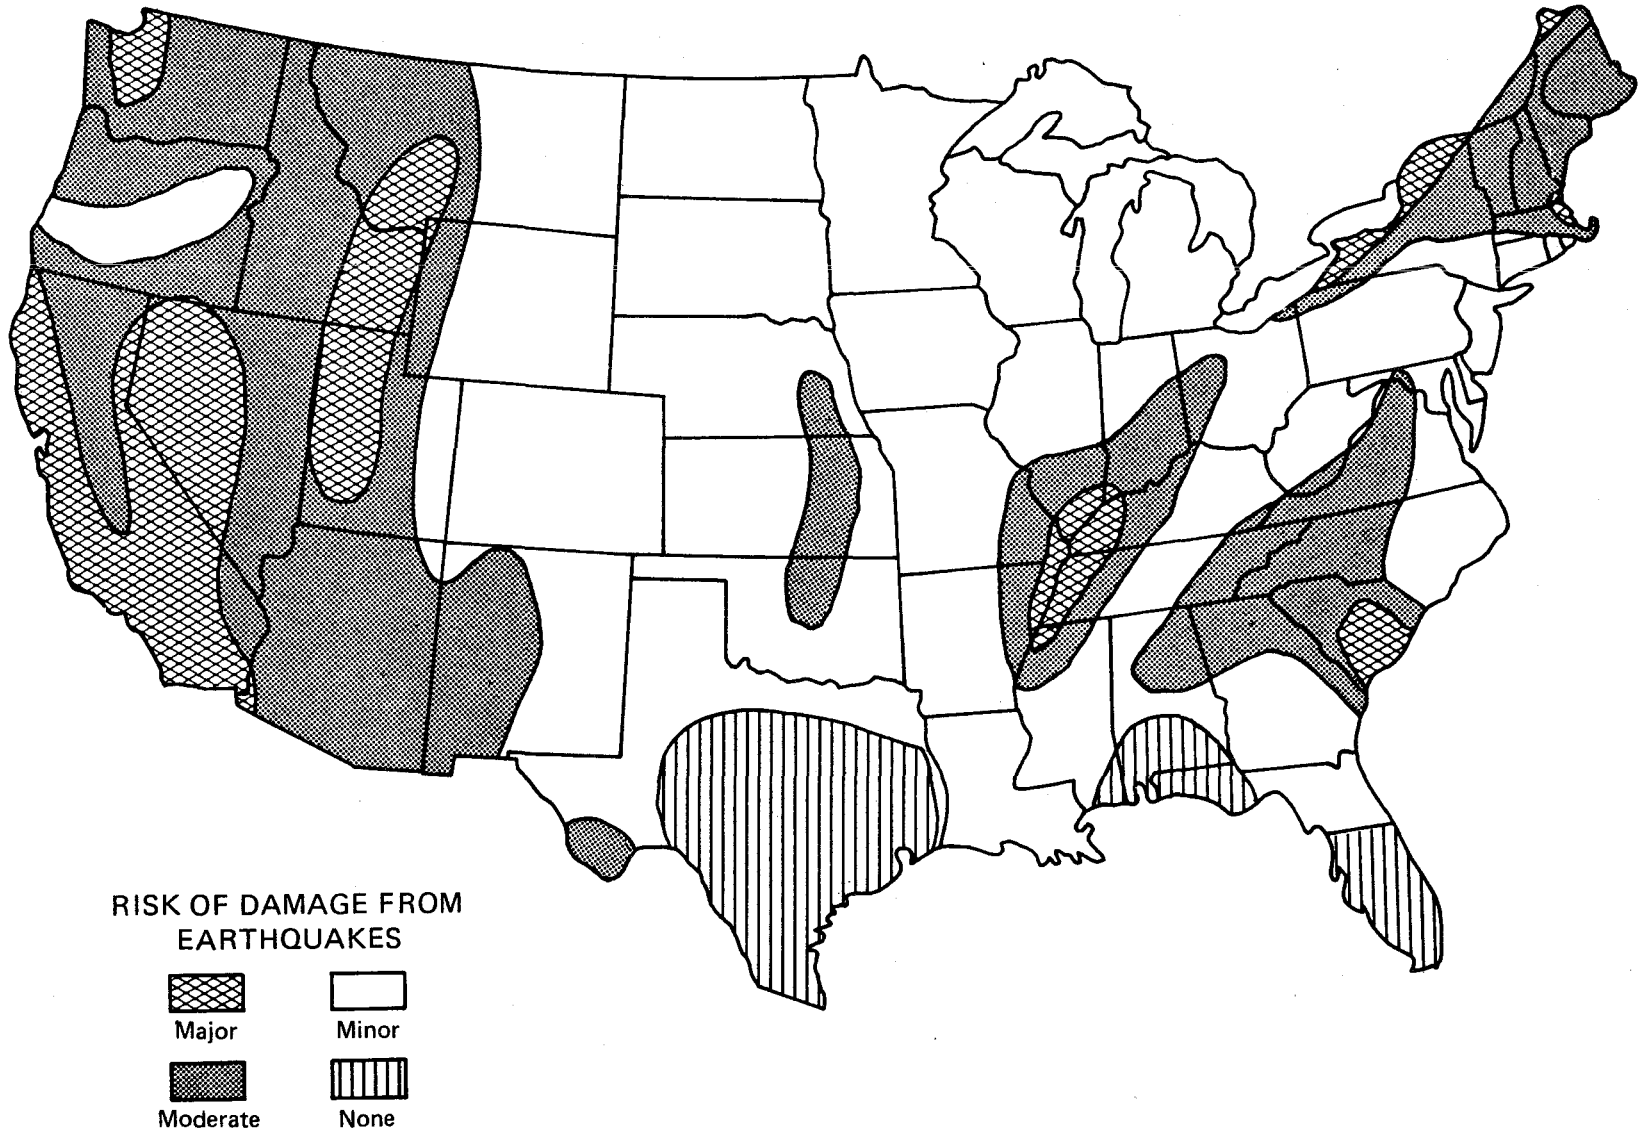 RISK OF DAMAGE FROM
EARTHQUAKES
Major
Minor
Moderate
None